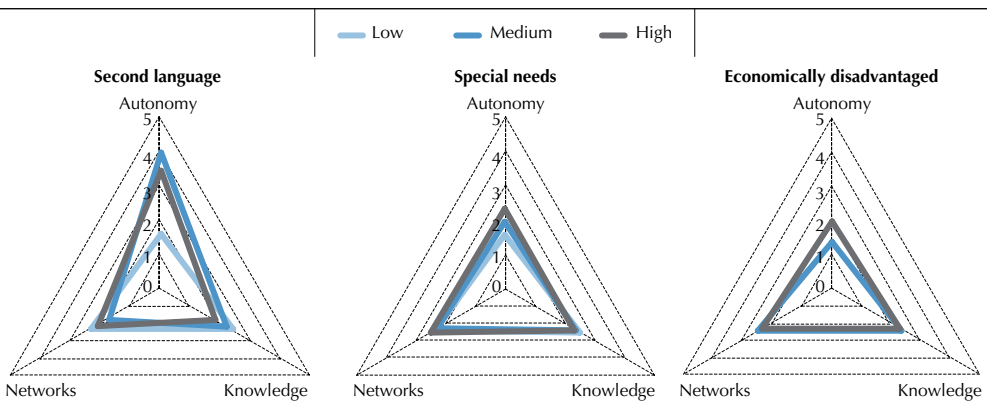 Low Medium High
Second language
Autonomy
5
4
3
2
1
0
Networks Knowledge
Special needs
Autonomy
5
4
3
2
1
0
Networks Knowledge
Economically disadvantaged
Autonomy
5
4
3
2
1
0
Networks Knowledge